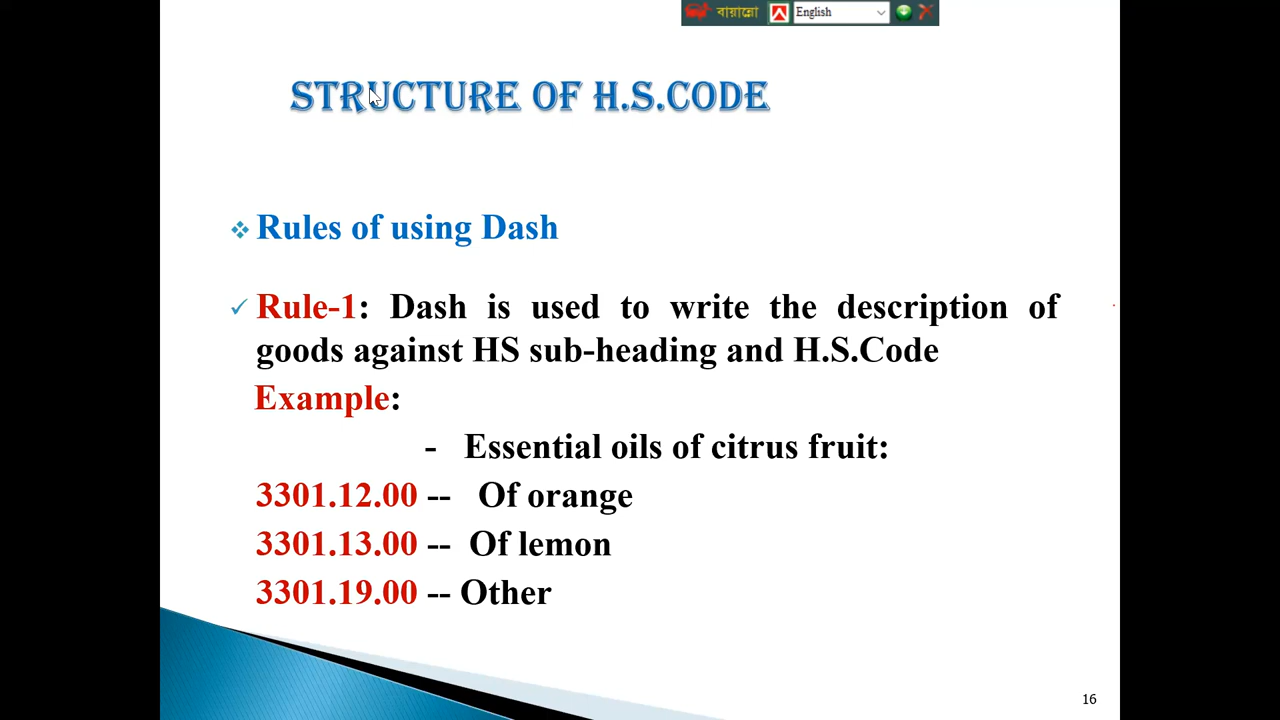 বায়ান্নো English
STRUCTURE OF H.S.CODE
Rules of using Dash
Rule-1: Dash is used to write the description of
goods against HS sub-heading and H.S.Code
Example:
- Essential oils of citrus fruit:
3301.12.00 -- Of orange
3301.13.00 -- Of lemon
3301.19.00 -- Other
16